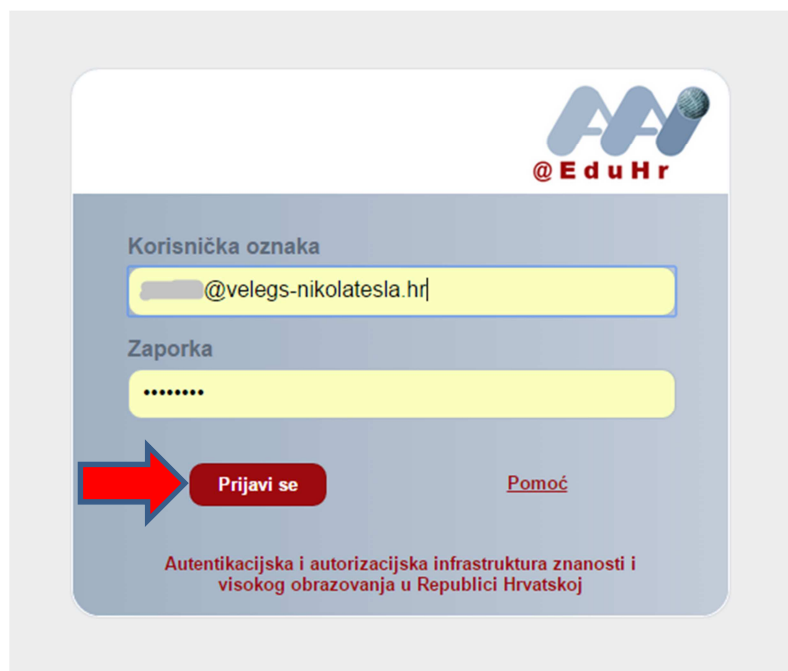 AAI
@EduHr
Korisnička oznaka
@velegs-nikolatesla.hr
Zaporka
••••••••
Prijavi se
Pomoć
Autentikacijska i autorizacijska infrastruktura znanosti i
visokog obrazovanja u Republici Hrvatskoj